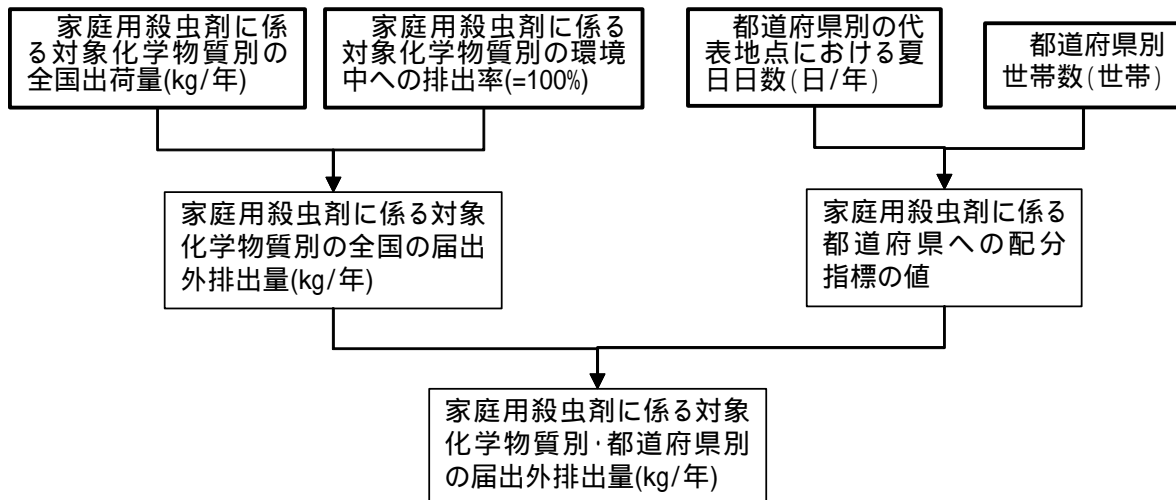 家庭用殺虫剤に係
る対象化学物質別の
全国出荷量(kg/年)
家庭用殺虫剤に係る
対象化学物質別の環境
中への排出率(=100%)
都道府県別の代
表地点における夏
日日数(日/年)
都道府県別
世帯数(世帯)
家庭用殺虫剤に係る対象
化学物質別の全国の届出
外排出量(kg/年)
家庭用殺虫剤に係る
都道府県への配分
指標の値
家庭用殺虫剤に係る対象
化学物質別・都道府県別
の届出外排出量(kg/年)